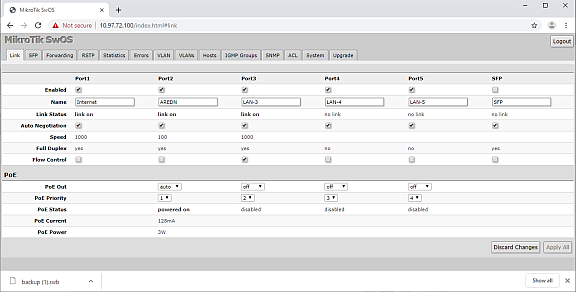 MikroTik SwOS
Not secure | 10.97.72.100/index.html#link
MikroTik SwOS
Logout
Link SFP Forwarding RSTP Statistics Errors VLAN VLANs Hosts IGMP Groups SNMP ACL System Upgrade
Port1 Port2 Port3 Port4 Port5 SFP
Enabled
Name Internet AREDN LAN-3 LAN-4 LAN-5 SFP
Link Status link on link on link on no link no link no link
Auto Negotiation
Speed 1000 100 1000
Full Duplex yes yes yes no no yes
Flow Control
PoE
PoE Out auto off off off
PoE Priority 1 2 3 4
PoE Status powered on disabled disabled disabled
PoE Current 128mA
PoE Power 3W
Discard Changes Apply All
backup (1).swb
Show all